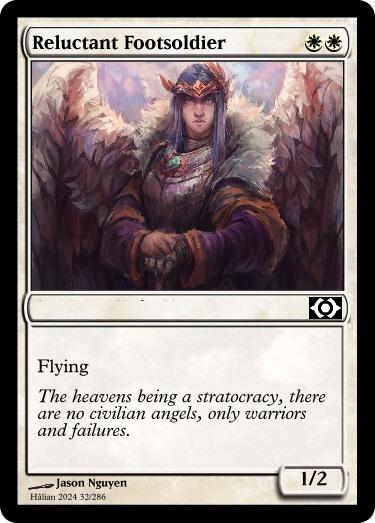 Reluctant Footsoldier
Flying
The heavens being a stratocracy, there
are no civilian angels, only warriors
and failures.
Jason Nguyen
1/2
Hålian 2024 32/286